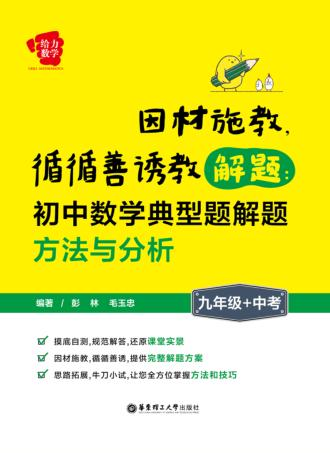 给力
数学
因材施教,
循循善诱教解题:
初中数学典型题解题
方法与分析
九年级+中考
编著/彭 林 毛玉忠
摸底自测,规范解答,还原课堂实景
因材施教,循循善诱,提供完整解题方案
思路拓展,牛刀小试,让您全方位掌握方法和技巧
华东理工大学出版社